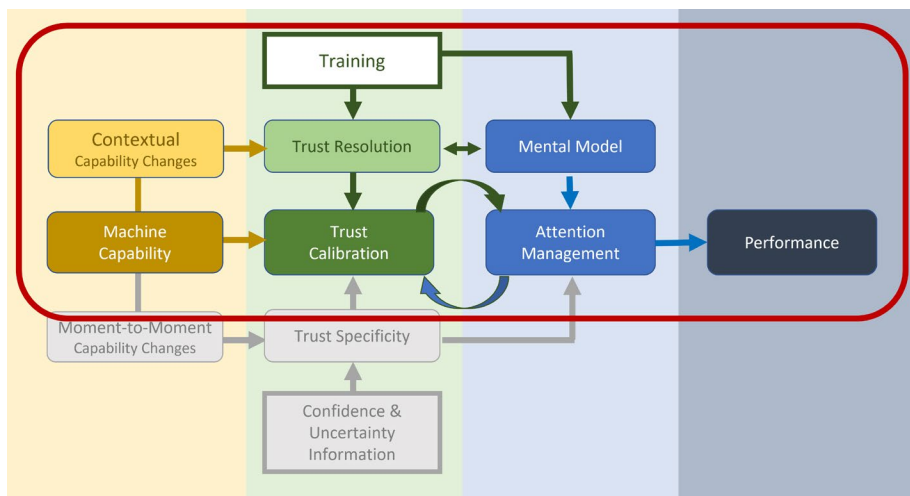 Training
Contextual
Capability Changes
Trust Resolution
Mental Model
Machine
Capability
Trust
Calibration
Attention
Management
Performance
Moment-to-Moment
Capability Changes
Trust Specificity
Confidence &
Uncertainty
Information